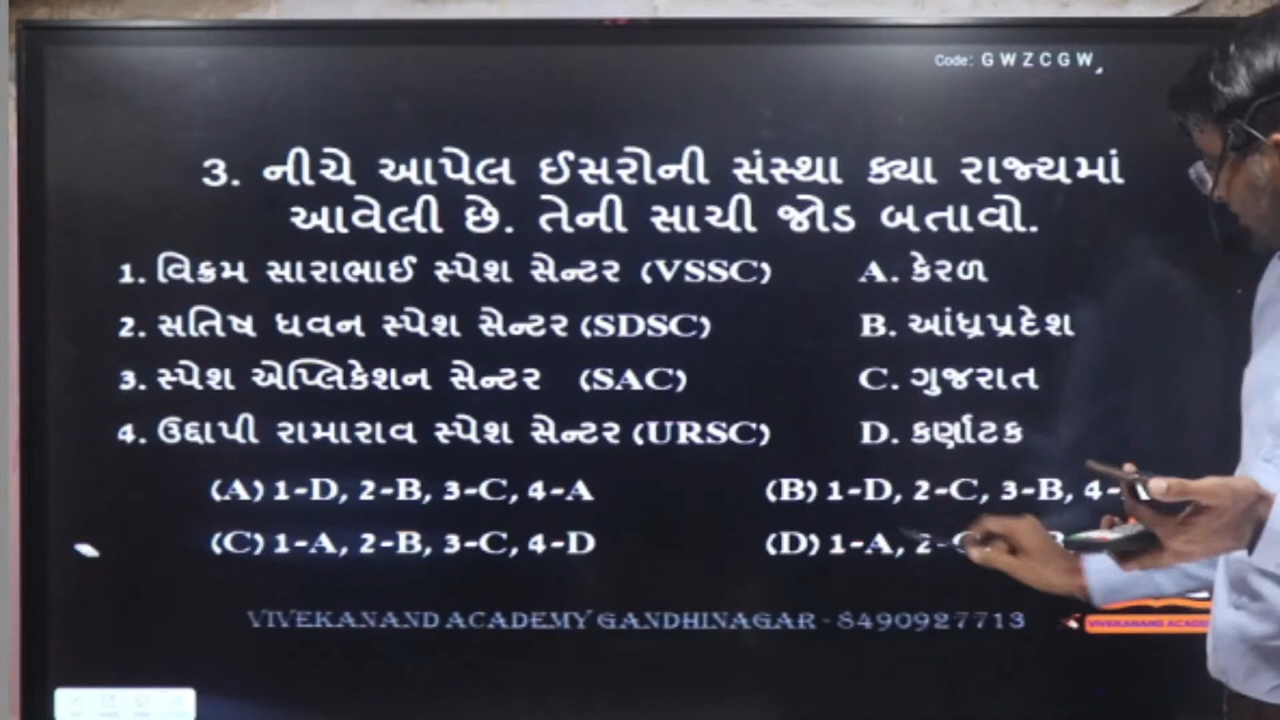 Code: GWZCGW
3. નીચે આપેલ ઈસરોની સંસ્થા ક્યા રાજ્યમાં
આવેલી છે. તેની સાચી જોડ બતાવો.
1. વિક્રમ સારાભાઈ સ્પેશ સેન્ટર (VSSC) A. કેરળ
2. સતિષ ધવન સ્પેશ સેન્ટર (SDSC) B. આંધ્રપ્રદેશ
3. સ્પેશ એપ્લિકેશન સેન્ટર (SAC) C. ગુજરાત
4. ઉદ્દાપી રામારાવ સ્પેશ સેન્ટર (URSC) D. કર્ણાટક
(A) 1-D, 2-B, 3-C, 4-A (B) 1-D, 2-C, 3-B,
(C) 1-A, 2-B, 3-C, 4-D (D) 1-A,
VIVEKANAND ACADEMY GANDHINAGAR - 8490927713 VIVEKANAND